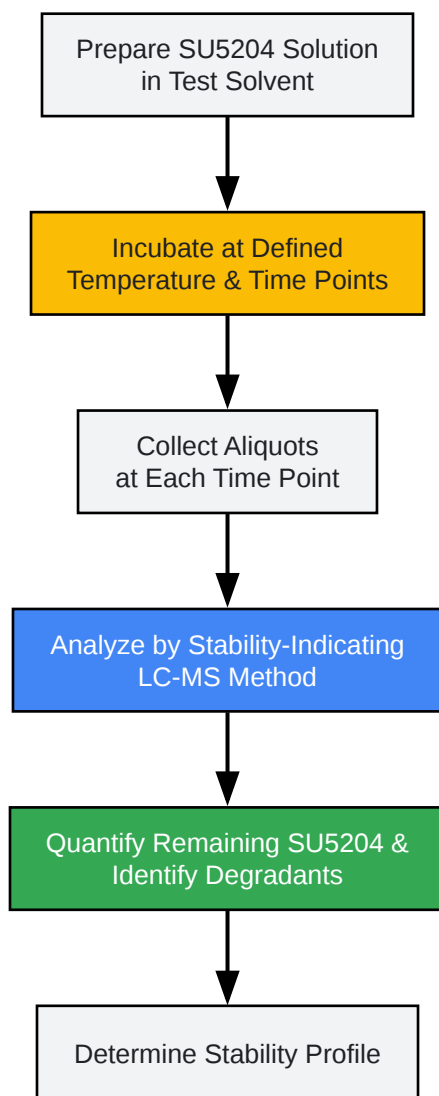 Prepare SU5204 Solution
in Test Solvent
Incubate at Defined
Temperature & Time Points
Collect Aliquots
at Each Time Point
Analyze by Stability-Indicating
LC-MS Method
Quantify Remaining SU5204 &
Identify Degradants
Determine Stability Profile